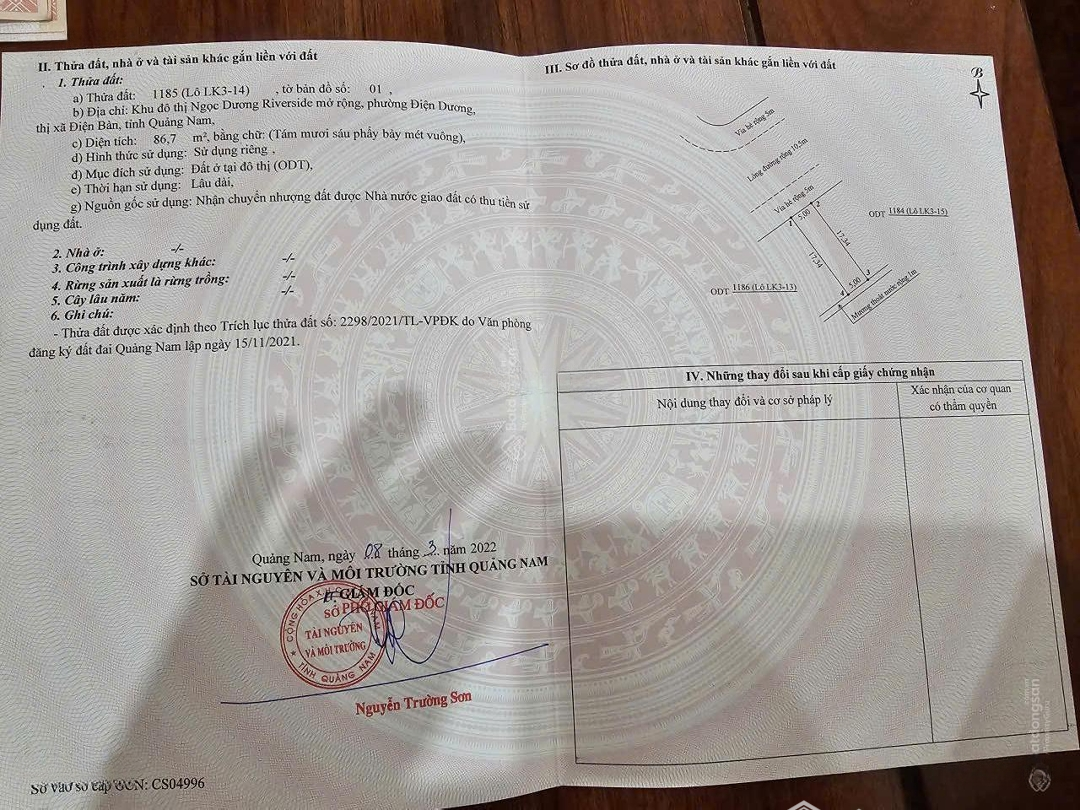 II. Thửa đất, nhà ở và tài sản khác gắn liền với đất
1. Thửa đất:
a) Thửa đất: 1185 (Lô LK3-14) , tờ bản đồ số: 01 ,
b) Địa chỉ: Khu đô thị Ngọc Dương Riverside mở rộng, phường Điện Dương,
thị xã Điện Bàn, tỉnh Quảng Nam,
c) Diện tích: 86,7 m², bằng chữ: (Tám mươi sáu phẩy bảy mét vuông),
d) Hình thức sử dụng: Sử dụng riêng ,
đ) Mục đích sử dụng: Đất ở tại đô thị (ODT),
e) Thời hạn sử dụng: Lâu dài,
g) Nguồn gốc sử dụng: Nhận chuyển nhượng đất được Nhà nước giao đất có thu tiền sử
dụng đất.
2. Nhà ở: -/-
3. Công trình xây dựng khác: -/-
4. Rừng sản xuất là rừng trồng: -/-
5. Cây lâu năm: -/-
6. Ghi chú:
- Thửa đất được xác định theo Trích lục thửa đất số: 2298/2021/TL-VPĐK do Văn phòng
đăng ký đất đai Quảng Nam lập ngày 15/11/2021.
Quảng Nam, ngày 08 tháng 3 năm 2022
SỞ TÀI NGUYÊN VÀ MÔI TRƯỜNG TỈNH QUẢNG NAM
GIÁM ĐỐC
PHÓ GIÁM ĐỐC
SỞ
TÀI NGUYÊN
VÀ MÔI TRƯỜNG
TỈNH QUẢNG NAM
Nguyễn Trường Sơn
Số vào sổ cấp GCN: CS04996
III. Sơ đồ thửa đất, nhà ở và tài sản khác gắn liền với đất
B
Vỉa hè rộng 5m
Lòng đường rộng 10,5m
Vỉa hè rộng 5m
1
5,00
2
ODT 1184 (Lô LK3-15)
17,34
17,34
3
5,00
4
ODT 1186 (Lô LK3-13)
Mương thoát nước rộng 1m
IV. Những thay đổi sau khi cấp giấy chứng nhận
Nội dung thay đổi và cơ sở pháp lý
Xác nhận của cơ quan
có thẩm quyền
batdongsan